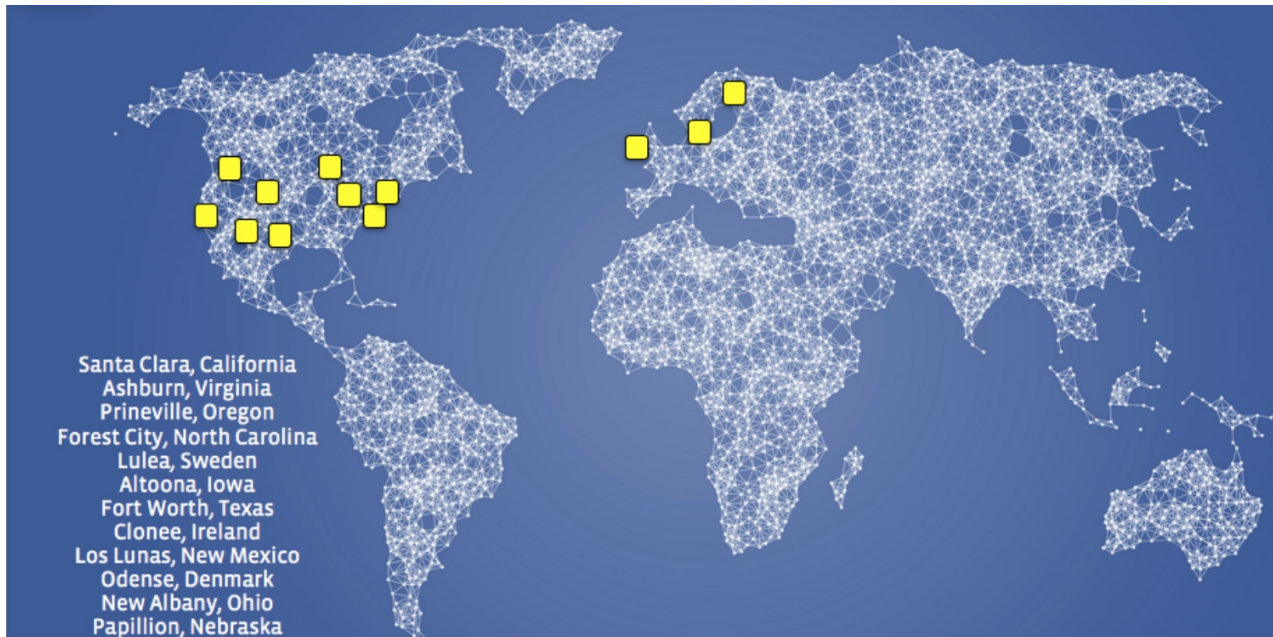 Santa Clara, California
Ashburn, Virginia
Prineville, Oregon
Forest City, North Carolina
Lulea, Sweden
Altoona, Iowa
Fort Worth, Texas
Clonee, Ireland
Los Lunas, New Mexico
Odense, Denmark
New Albany, Ohio
Papillion, Nebraska